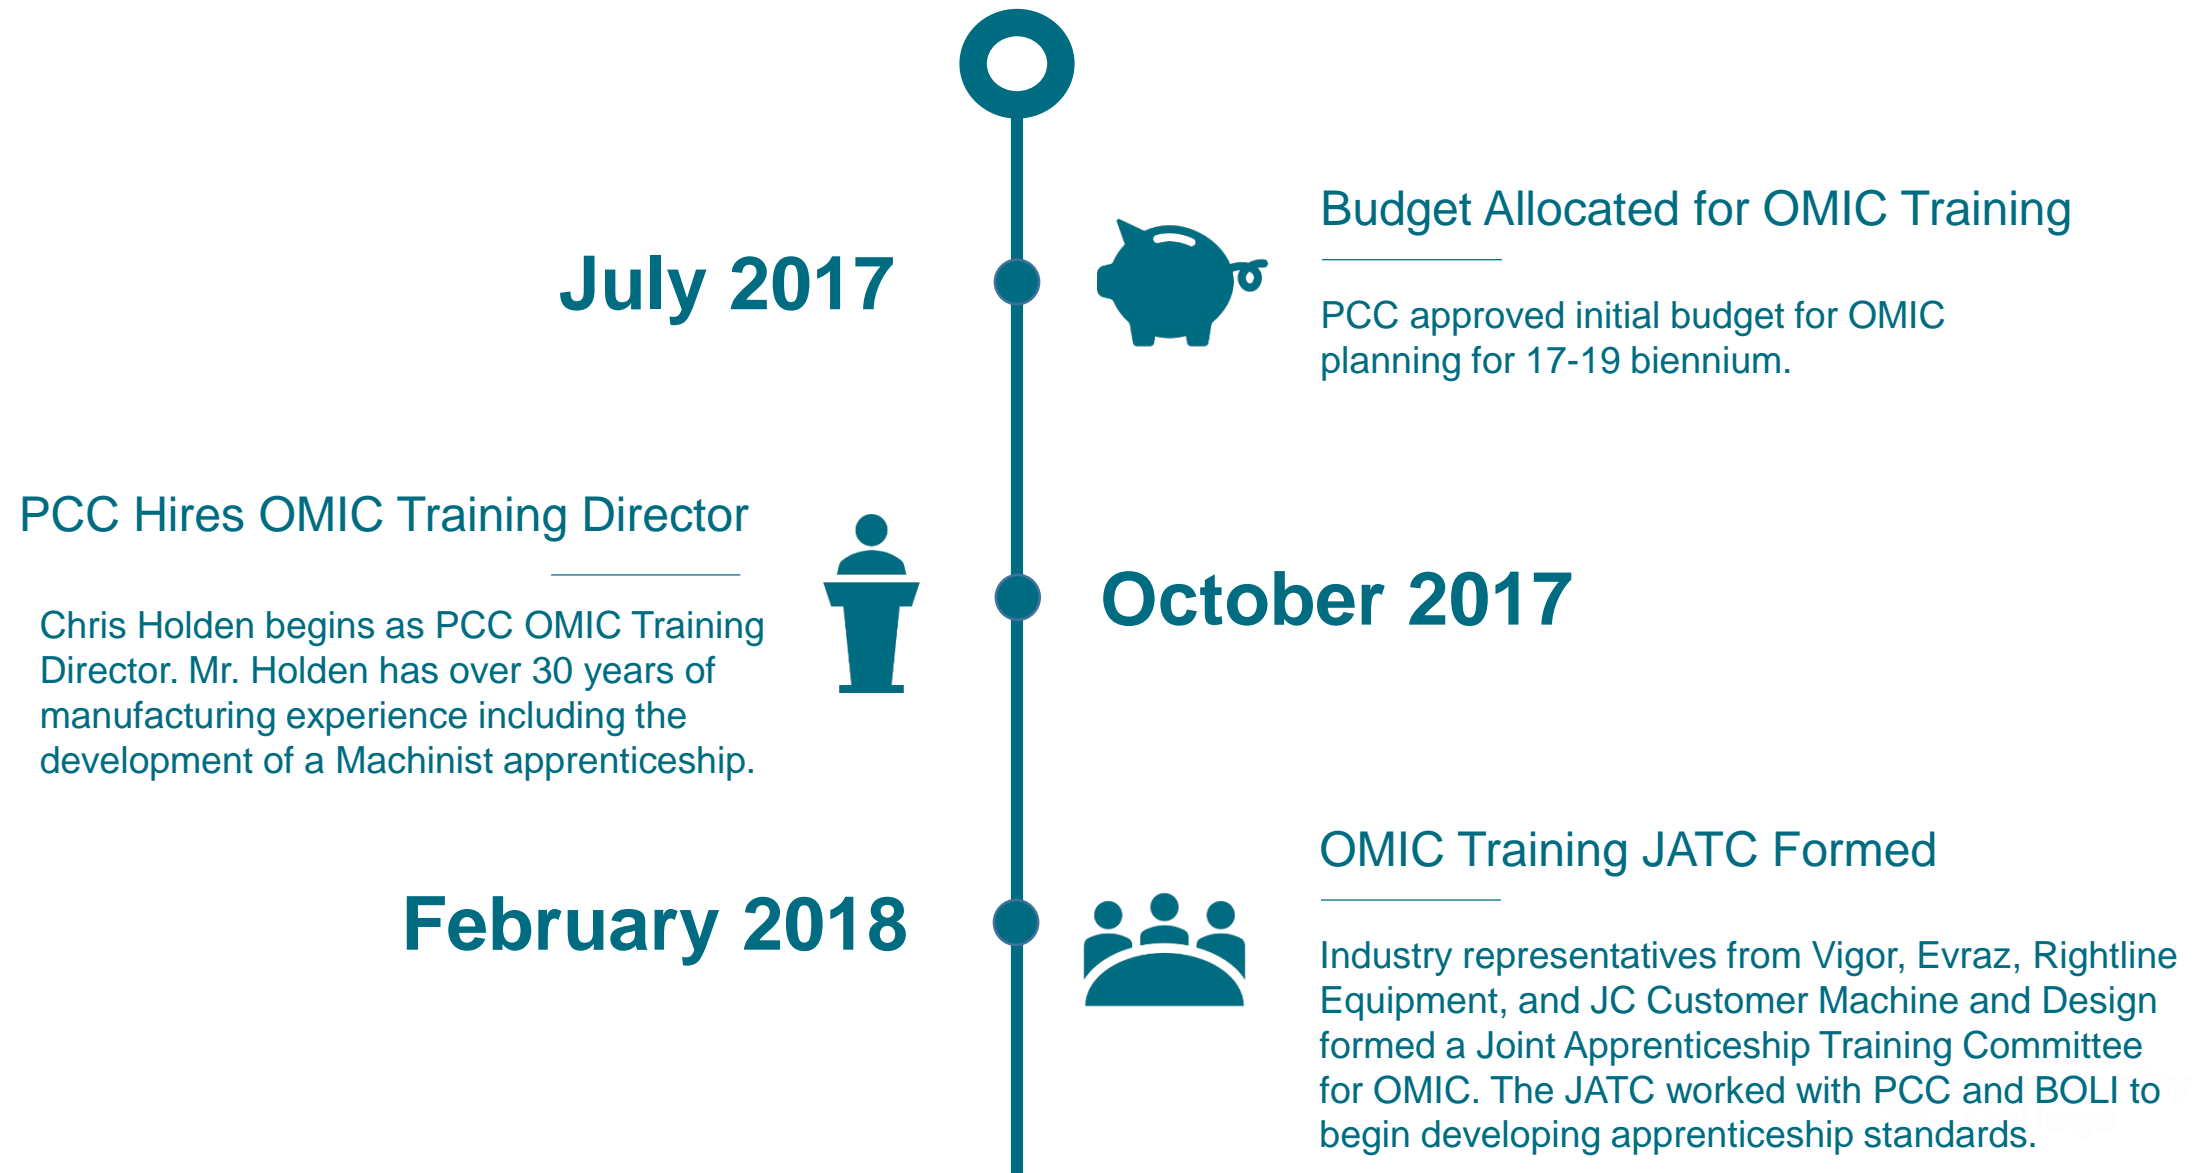 July 2017
Budget Allocated for OMIC Training
PCC approved initial budget for OMIC
planning for 17-19 biennium.
PCC Hires OMIC Training Director
Chris Holden begins as PCC OMIC Training
Director. Mr. Holden has over 30 years of
manufacturing experience including the
development of a Machinist apprenticeship.
October 2017
February 2018
OMIC Training JATC Formed
Industry representatives from Vigor, Evraz, Rightline
Equipment, and JC Customer Machine and Design
formed a Joint Apprenticeship Training Committee
for OMIC. The JATC worked with PCC and BOLI to
begin developing apprenticeship standards.